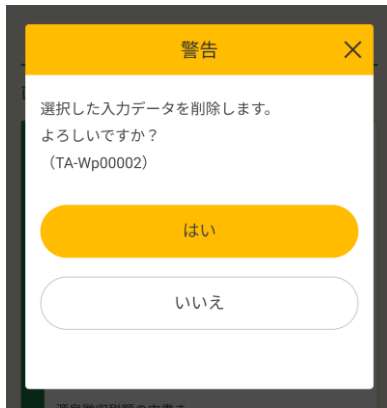 警告
選択した入力データを削除します。
よろしいですか？
（TA-Wp00002）
はい
いいえ